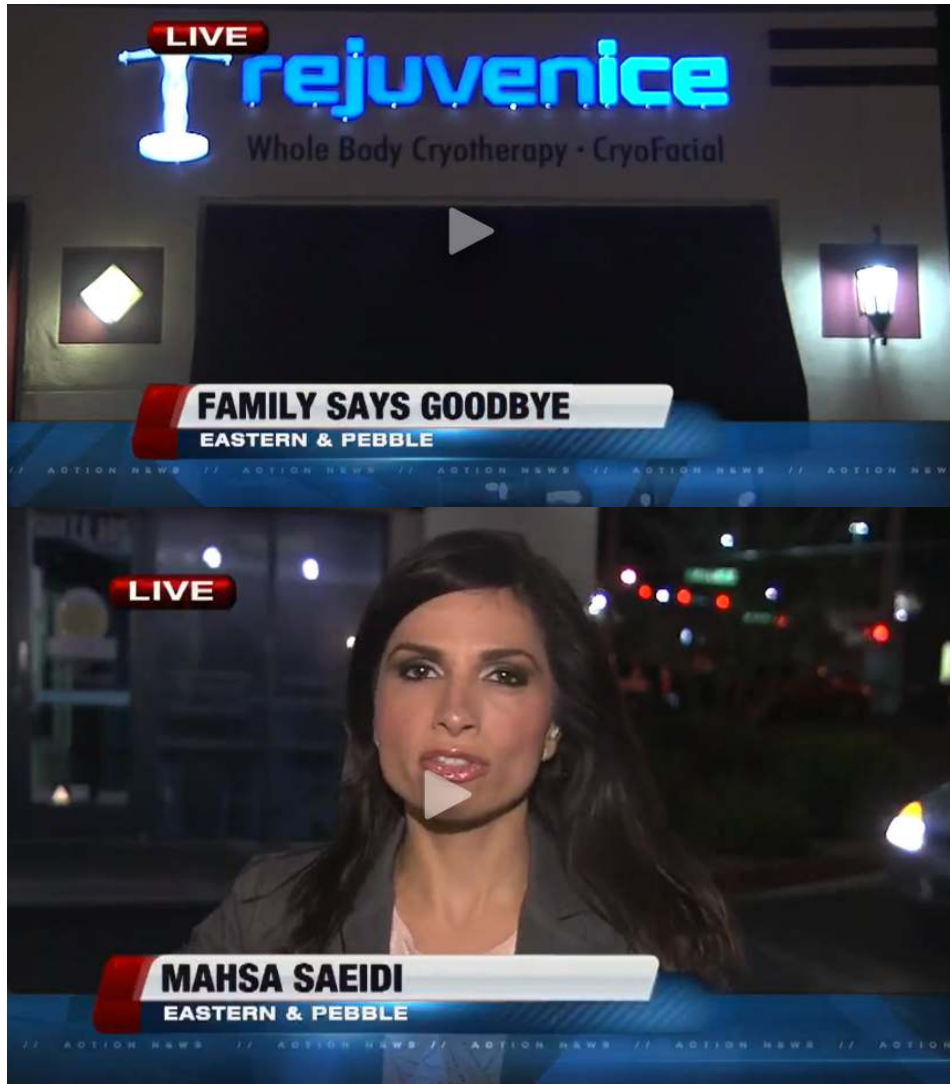 LIVE
rejuvenice
Whole Body Cryotherapy · CryoFacial
FAMILY SAYS GOODBYE
EASTERN & PEBBLE
// ACTION NEWS // ACTION NEWS // ACTION NEWS // ACTION NEWS // ACTION NEW
LIVE
MAHSA SAEIDI
EASTERN & PEBBLE
// ACTION NEWS // ACTION NEWS // ACTION NEWS // ACTION NEWS // ACTION